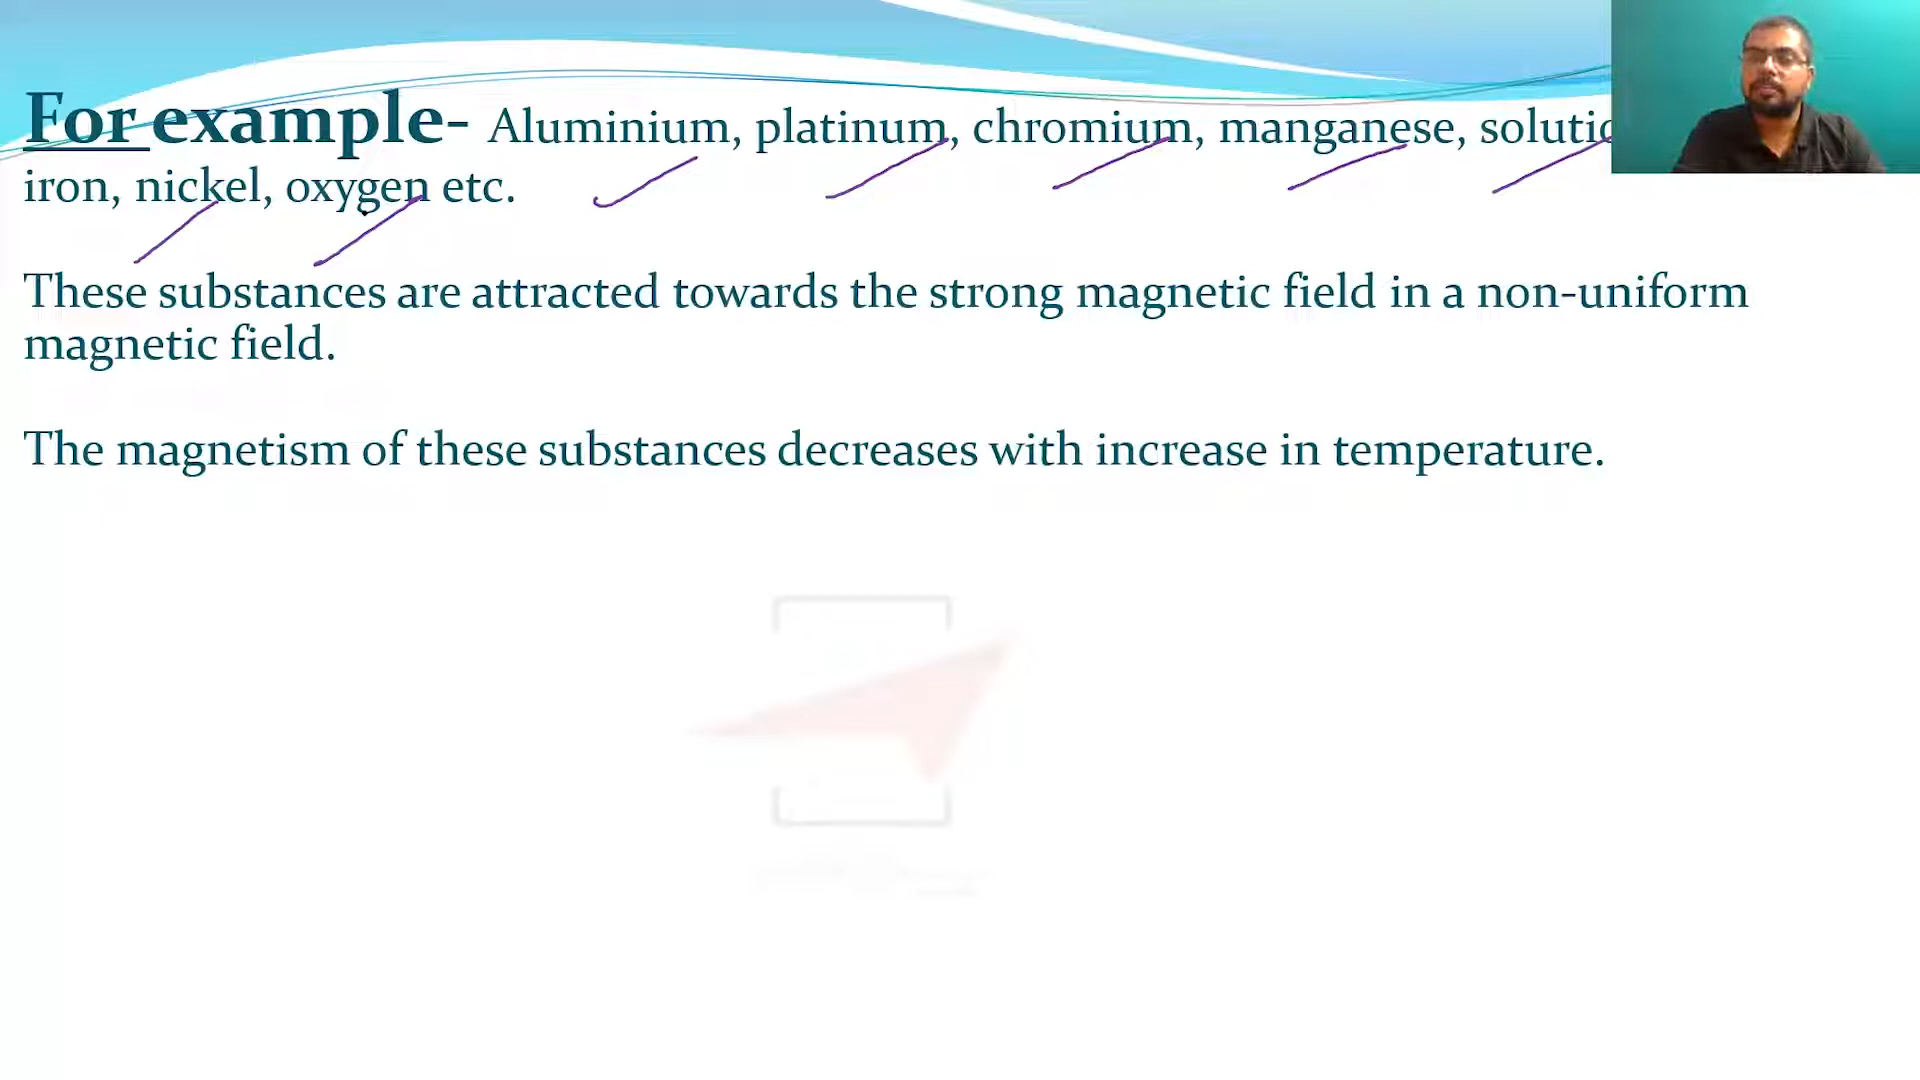 For example- Aluminium, platinum, chromium, manganese,
iron, nickel, oxygen etc.
These substances are attracted towards the strong magnetic field in a non-uniform
magnetic field.
The magnetism of these substances decreases with increase in temperature.